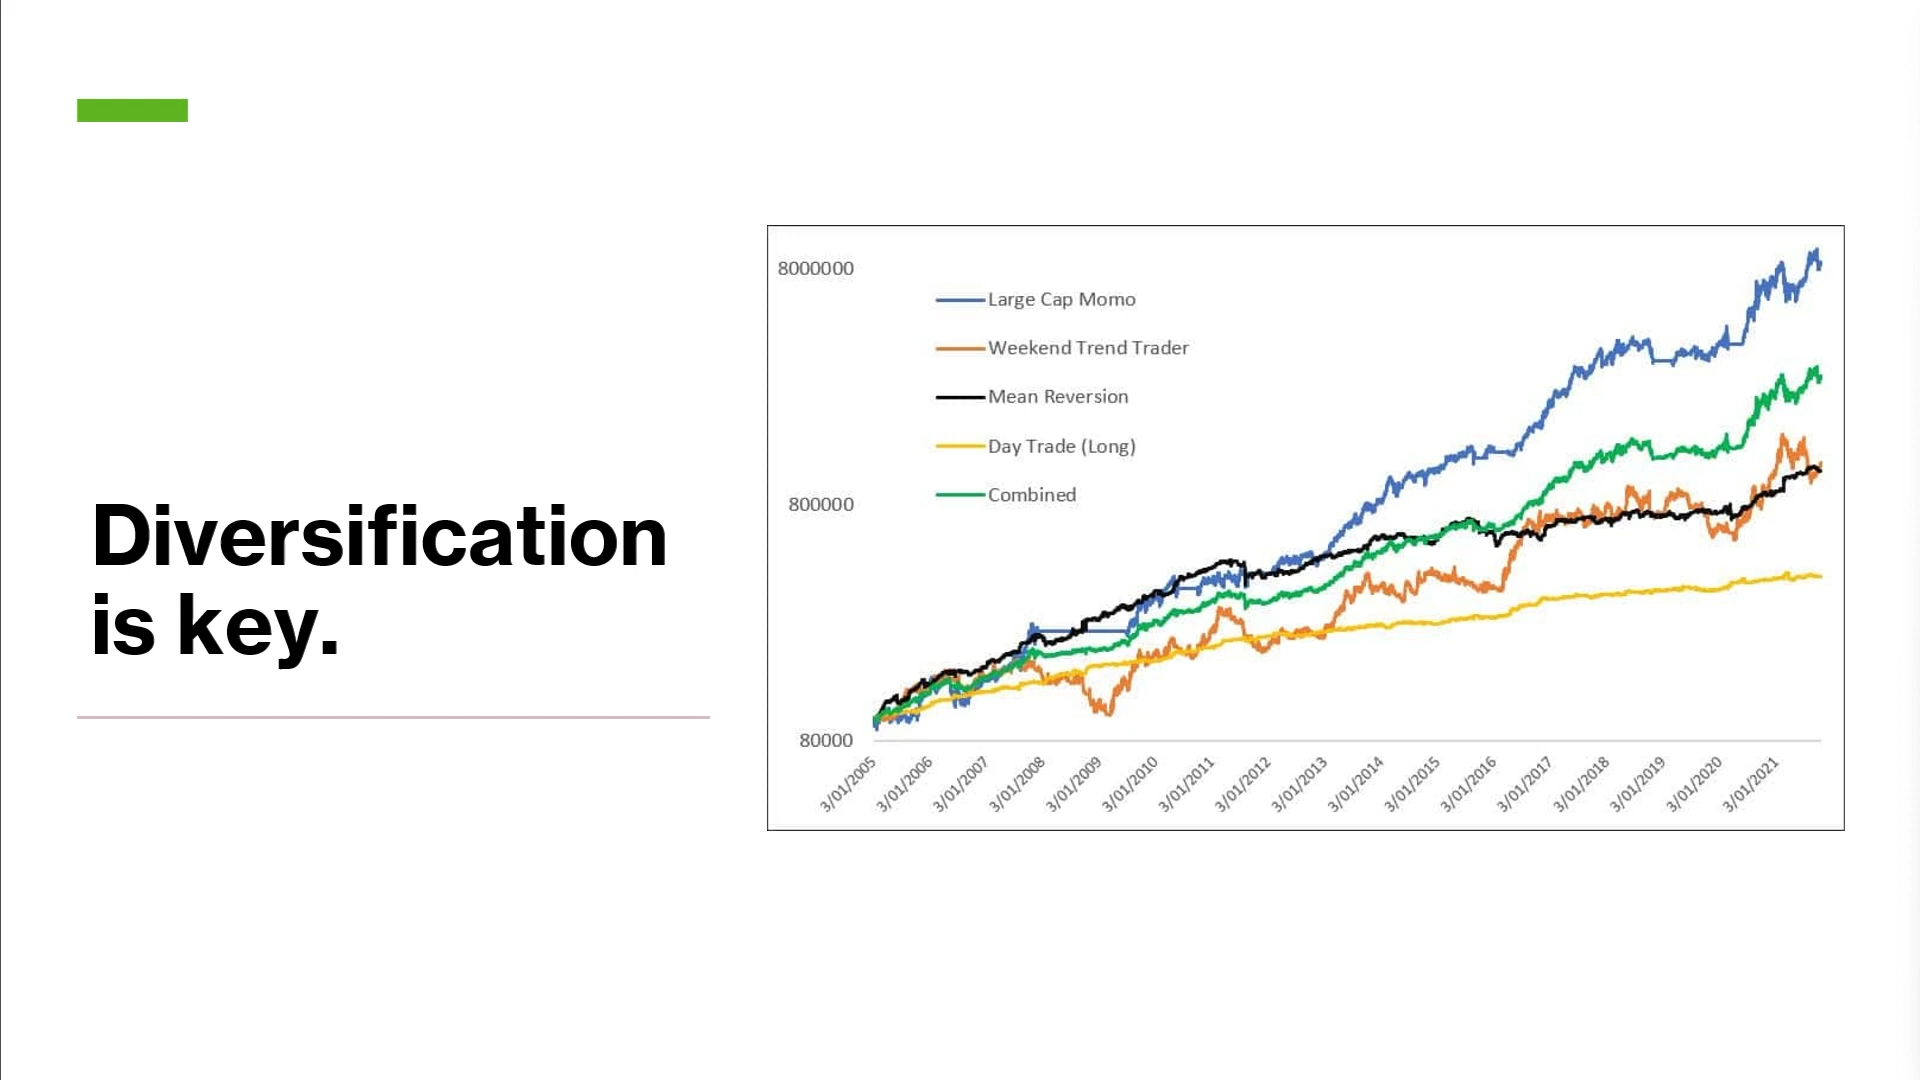 Diversification
is key.
8000000
800000
80000
Large Cap Momo
Weekend Trend Trader
Mean Reversion
Day Trade (Long)
Combined
3/01/2005
3/01/2006
3/01/2007
3/01/2008
3/01/2009
3/01/2010
3/01/2011
3/01/2012
3/01/2013
3/01/2014
3/01/2015
3/01/2016
3/01/2017
3/01/2018
3/01/2019
3/01/2020
3/01/2021